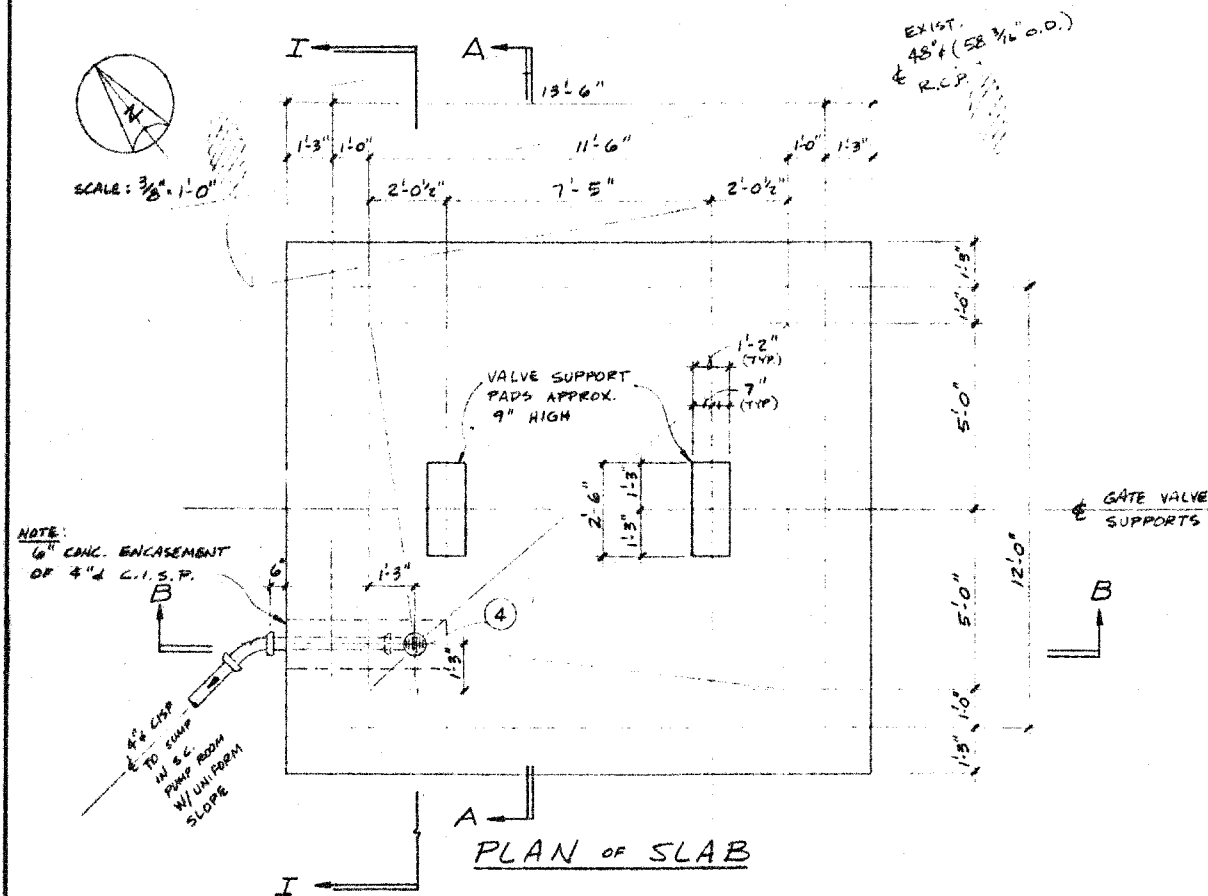 EXIST.
48"ϕ (58 3/16" O.D.)
℄ R.C.P.
I
A
13'-6"
1'-3"
1'-0"
11'-6"
1'-0"
1'-3"
N
SCALE: 3/8" = 1'-0"
2'-0 1/2"
7'-5"
2'-0 1/2"
1'-3"
1'-0"
1'-2"
(TYP.)
VALVE SUPPORT
PADS APPROX.
9" HIGH
7"
(TYP)
5'-0"
2'-6"
1'-3"
1'-3"
℄ GATE VALVE
SUPPORTS
NOTE:
6" CONC. ENCASEMENT
OF 4"ϕ C.I.S.P.
6"
1'-3"
12'-0"
B
B
4
5'-0"
1'-3"
4"ϕ CISP
℄ TO SUMP
IN S.C.
PUMP ROOM
W/ UNIFORM
SLOPE
1'-0"
1'-3"
A
PLAN OF SLAB
I